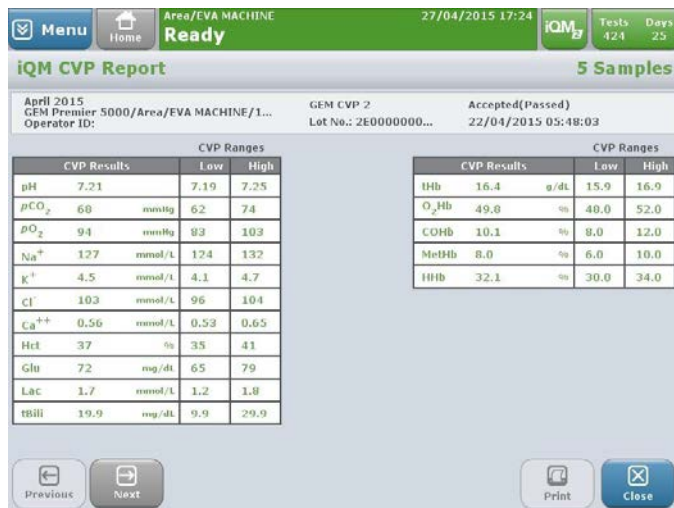 Menu
Home
Area/EVA MACHINE
Ready
27/04/2015 17:24
iQM2
Tests Days
424 25
iQM CVP Report
5 Samples
April 2015
GEM Premier 5000/Area/EVA MACHINE/1...
Operator ID:
GEM CVP 2
Lot No.: 2E0000000...
Accepted(Passed)
22/04/2015 05:48:03
CVP Ranges
CVP Results Low High
pH 7.21 7.19 7.25
pCO2 68 mmHg 62 74
pO2 94 mmHg 83 103
Na+ 127 mmol/L 124 132
K+ 4.5 mmol/L 4.1 4.7
Cl- 103 mmol/L 96 104
Ca++ 0.56 mmol/L 0.53 0.65
Hct 37 % 35 41
Glu 72 mg/dL 65 79
Lac 1.7 mmol/L 1.2 1.8
tBili 19.9 mg/dL 9.9 29.9
CVP Ranges
CVP Results Low High
tHb 16.4 g/dL 15.9 16.9
O2Hb 49.8 % 48.0 52.0
COHb 10.1 % 8.0 12.0
MetHb 8.0 % 6.0 10.0
HHb 32.1 % 30.0 34.0
Previous
Next
Print
Close